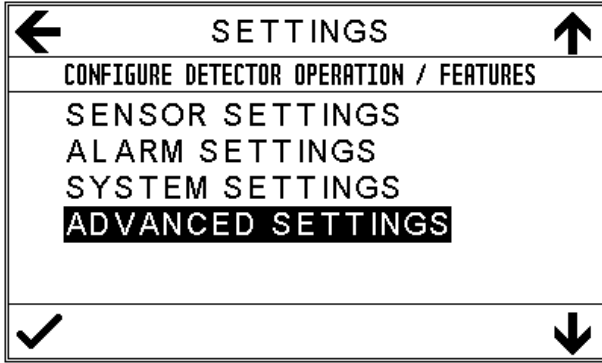 SETTINGS
CONFIGURE DETECTOR OPERATION / FEATURES
SENSOR SETTINGS
ALARM SETTINGS
SYSTEM SETTINGS
ADVANCED SETTINGS